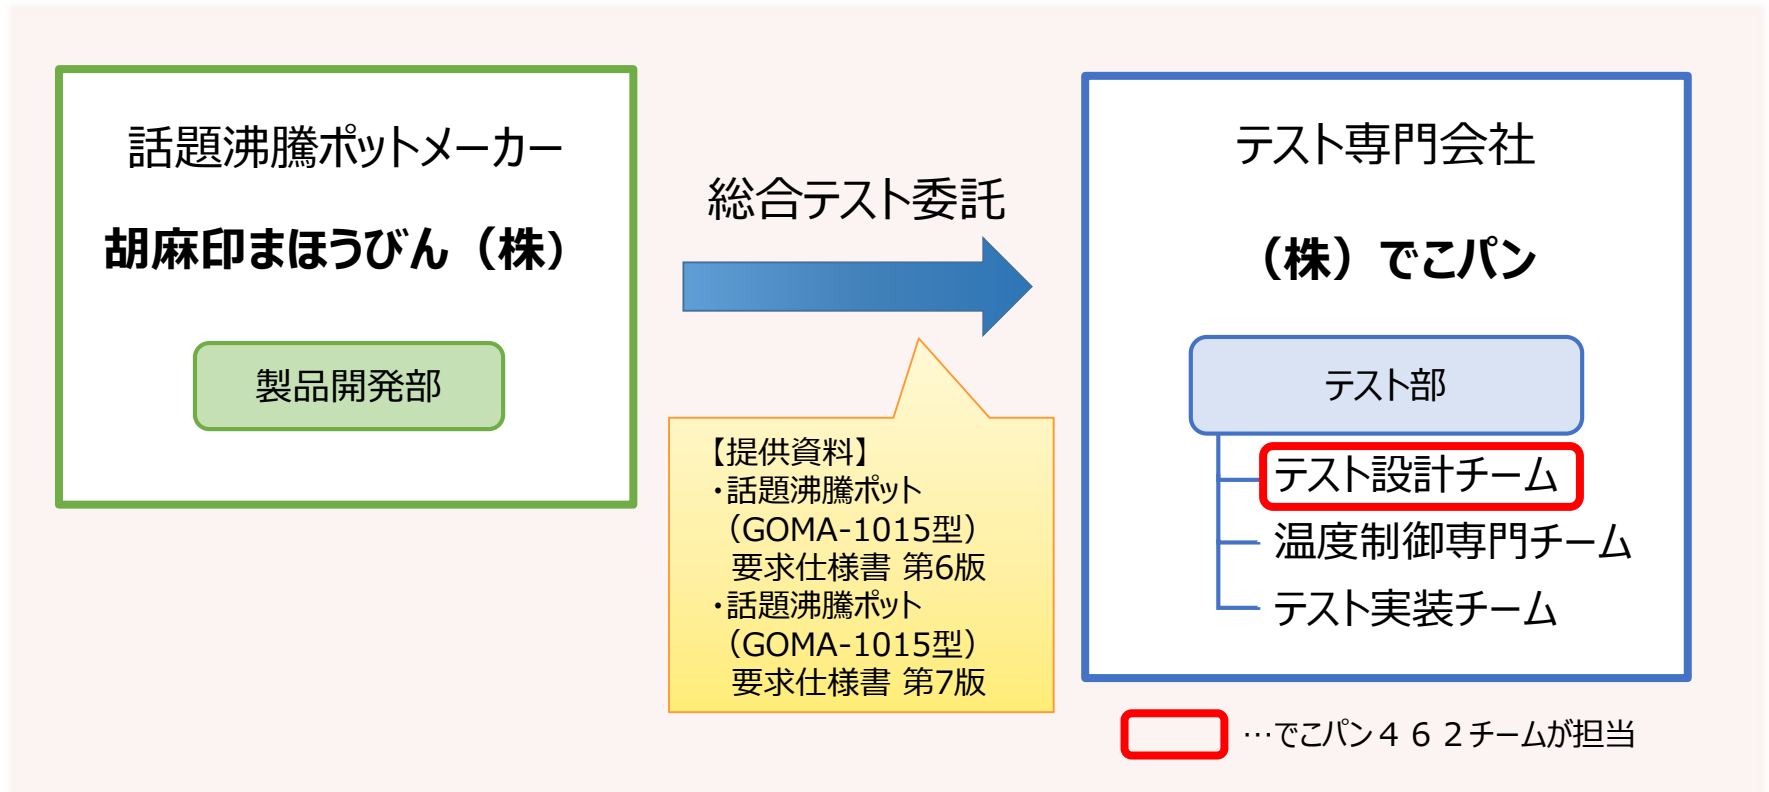 話題沸騰ポットメーカー
胡麻印まほうびん（株）
製品開発部
総合テスト委託
【提供資料】
・話題沸騰ポット
（GOMA-1015型）
要求仕様書 第6版
・話題沸騰ポット
（GOMA-1015型）
要求仕様書 第7版
テスト専門会社
（株）でこパン
テスト部
テスト設計チーム
温度制御専門チーム
テスト実装チーム
…でこパン４６２チームが担当